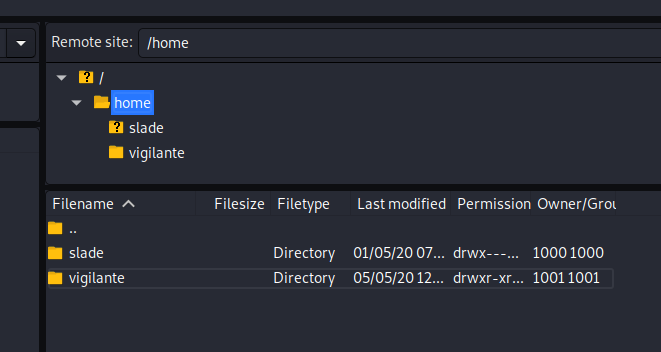 Remote site: /home
/
home
slade
vigilante
Filename Filesize Filetype Last modified Permission Owner/Grou
..
slade Directory 01/05/20 07... drwx---... 1000 1000
vigilante Directory 05/05/20 12... drwxr-xr... 1001 1001